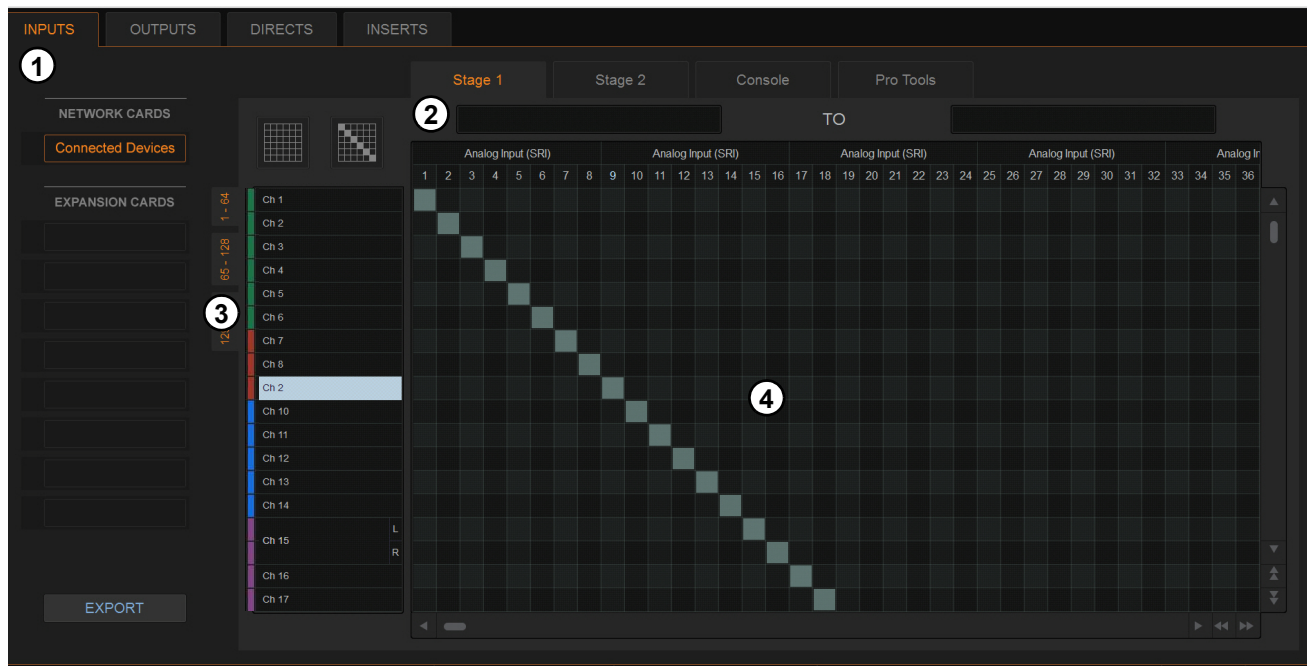 INPUTS OUTPUTS DIRECTS INSERTS
1
Stage 1 Stage 2 Console Pro Tools
NETWORK CARDS
2
TO
Connected Devices
Analog Input (SRI) Analog Input (SRI) Analog Input (SRI) Analog Input (SRI) Analog In
1 2 3 4 5 6 7 8 9 10 11 12 13 14 15 16 17 18 19 20 21 22 23 24 25 26 27 28 29 30 31 32 33 34 35 36
EXPANSION CARDS
1 - 64
65 - 128
3
Ch 1
Ch 2
Ch 3
Ch 4
Ch 5
Ch 6
Ch 7
Ch 8
Ch 2
Ch 10
Ch 11
Ch 12
Ch 13
Ch 14
Ch 15 L
R
Ch 16
Ch 17
4
EXPORT